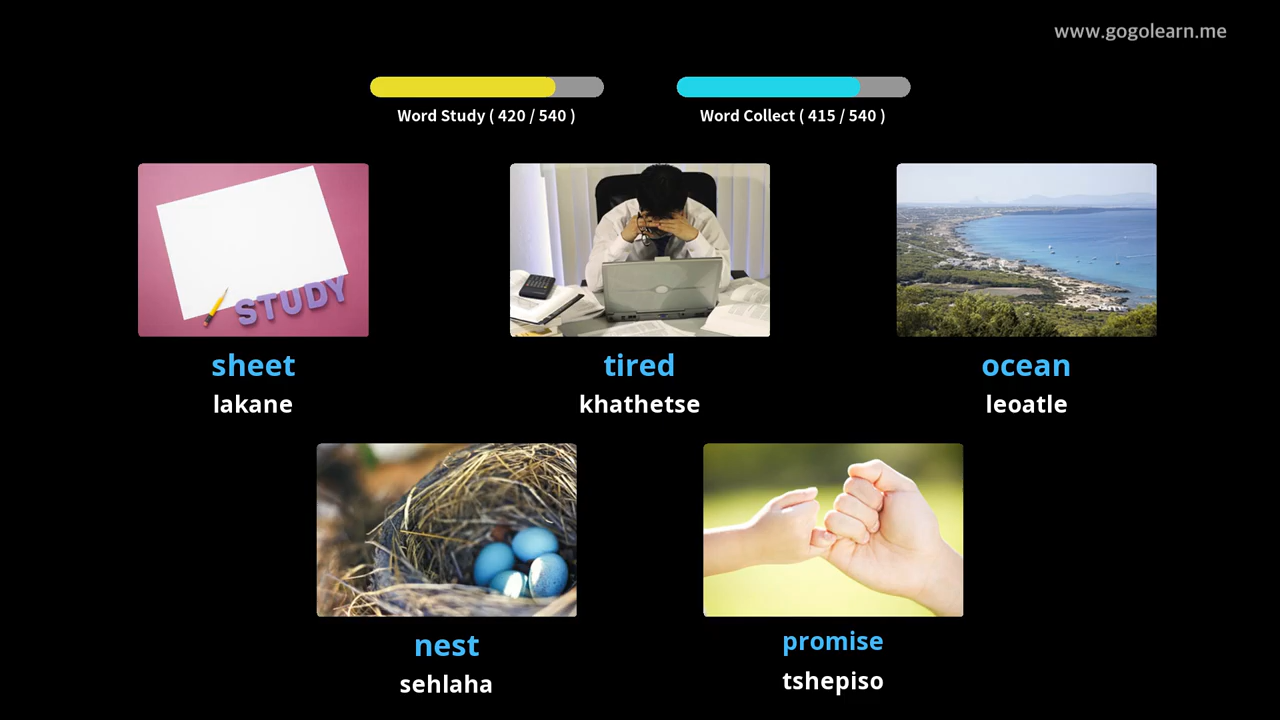 www.gogolearn.me
Word Study ( 420 / 540 )
Word Collect ( 415 / 540 )
STUDY
sheet
lakane
tired
khathetse
ocean
leoatle
nest
sehlaha
promise
tshepiso